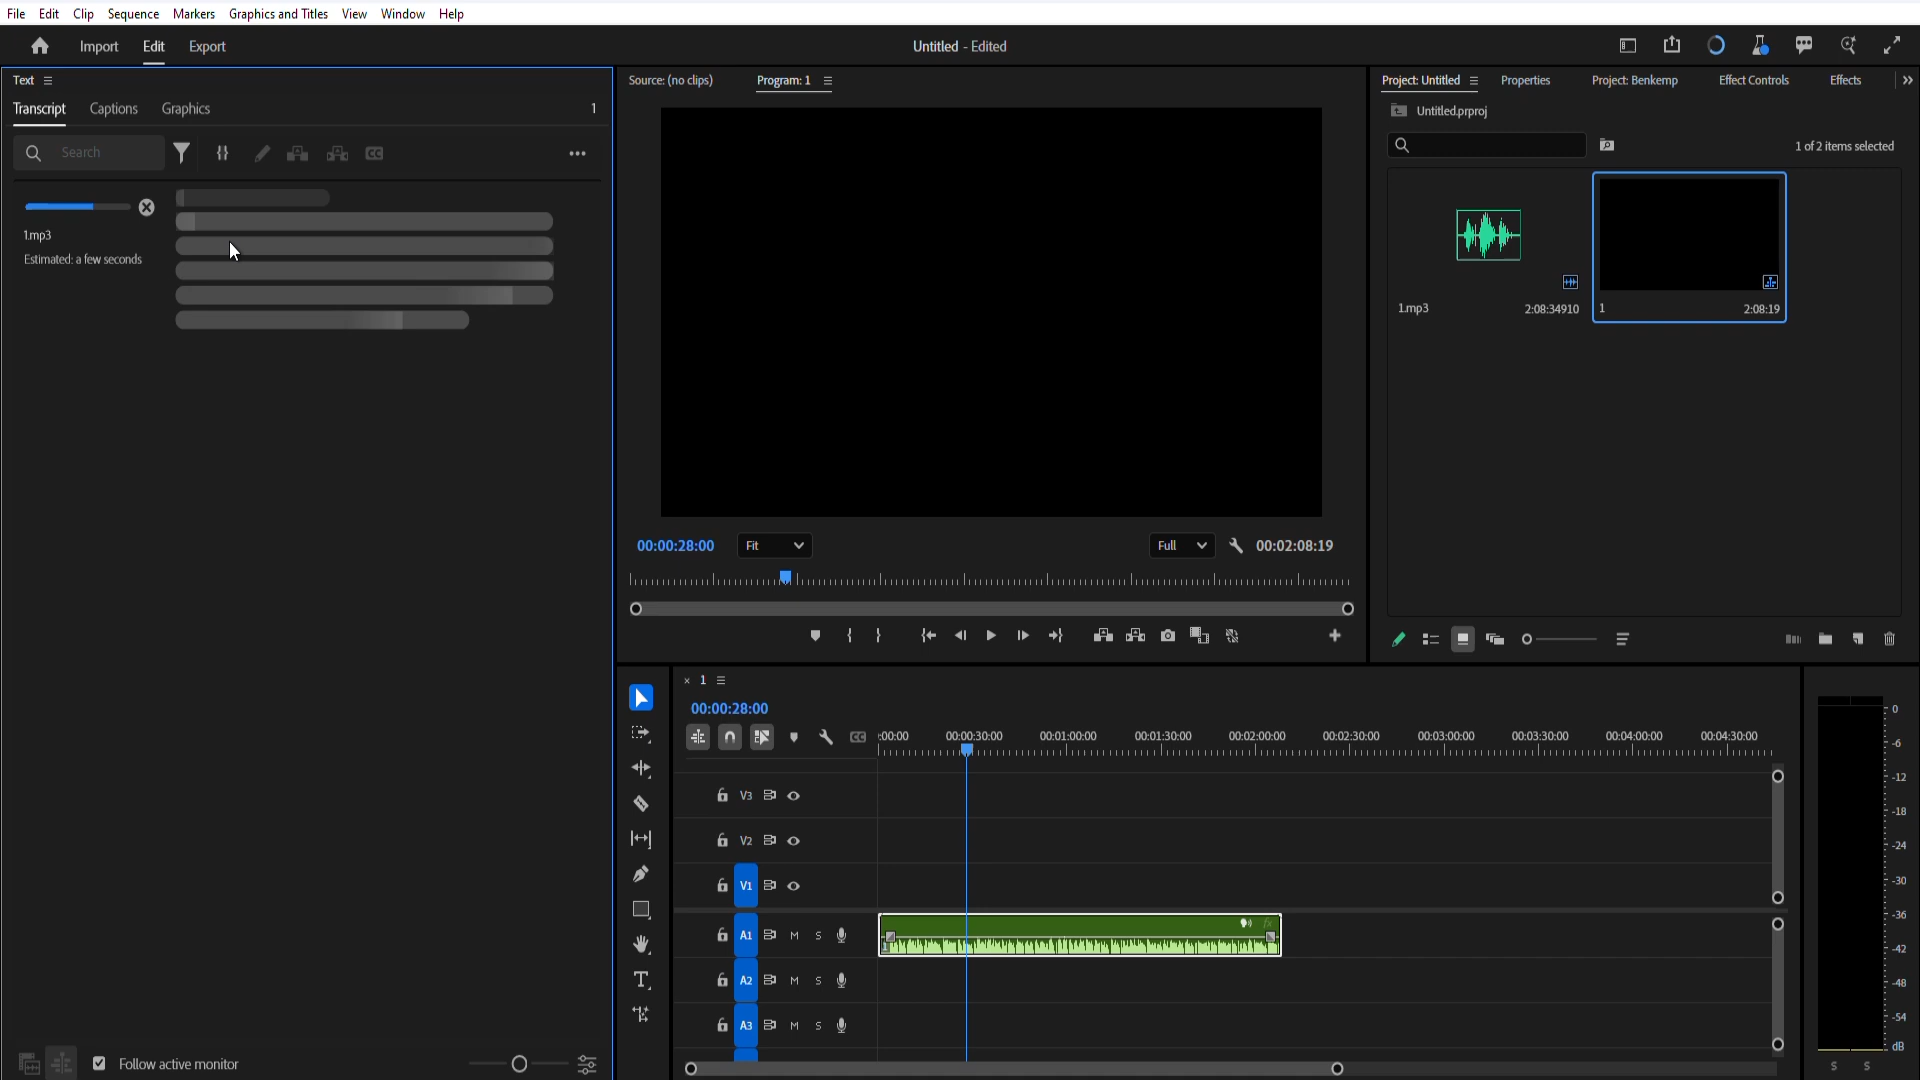 File Edit Clip Sequence Markers Graphics and Titles View Window Help
Import Edit Export Untitled - Edited
Text
Transcript Captions Graphics 1
Search
1.mp3
Estimated: a few seconds
Follow active monitor
Source: (no clips) Program: 1
00:00:28:00 Fit Full 00:02:08:19
Project: Untitled Properties Project: Benkemp Effect Controls Effects
Untitled.prproj
1 of 2 items selected
1.mp3 2:08:34910 1 2:08:19
1
00:00:28:00
:00:00 00:00:30:00 00:01:00:00 00:01:30:00 00:02:00:00 00:02:30:00 00:03:00:00 00:03:30:00 00:04:00:00 00:04:30:00
V3
V2
V1
A1 M S
fx
A2 M S
A3 M S
0
-6
-12
-18
-24
-30
-36
-42
-48
-54
dB
S S